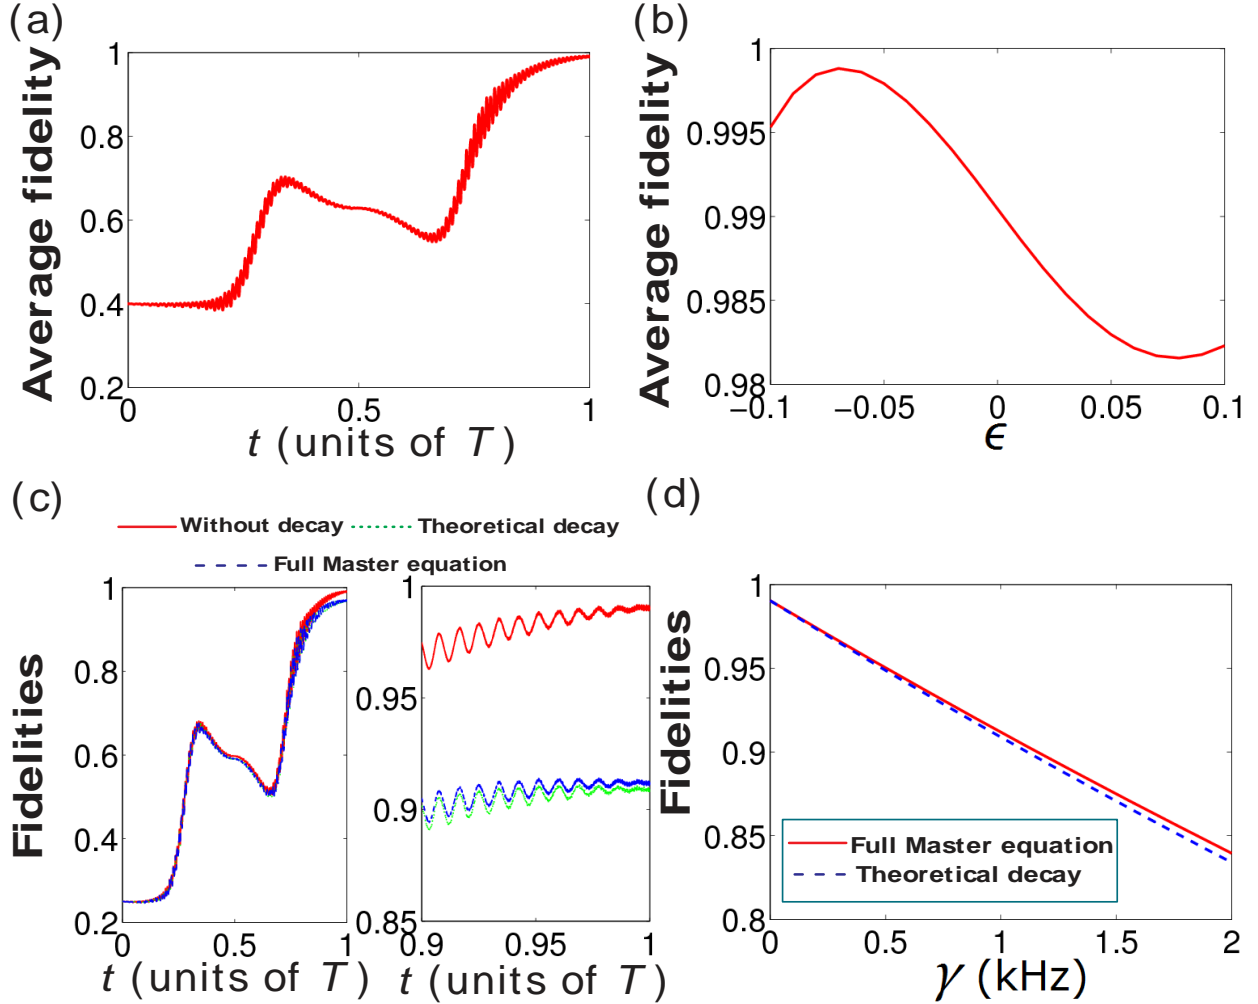 (a)
Average fidelity
1
0.8
0.6
0.4
0.2
0 0.5 1
t (units of T)
(b)
Average fidelity
1
0.995
0.99
0.985
0.98
−0.1 −0.05 0 0.05 0.1
ϵ
(c)
Without decay Theoretical decay
Full Master equation
Fidelities
1
0.8
0.6
0.4
0.2
0 0.5 1
t (units of T)
1
0.95
0.9
0.85
0.9 0.95 1
t (units of T)
(d)
Fidelities
1
0.95
0.9
0.85
0.8
Full Master equation
Theoretical decay
0 0.5 1 1.5 2
γ (kHz)